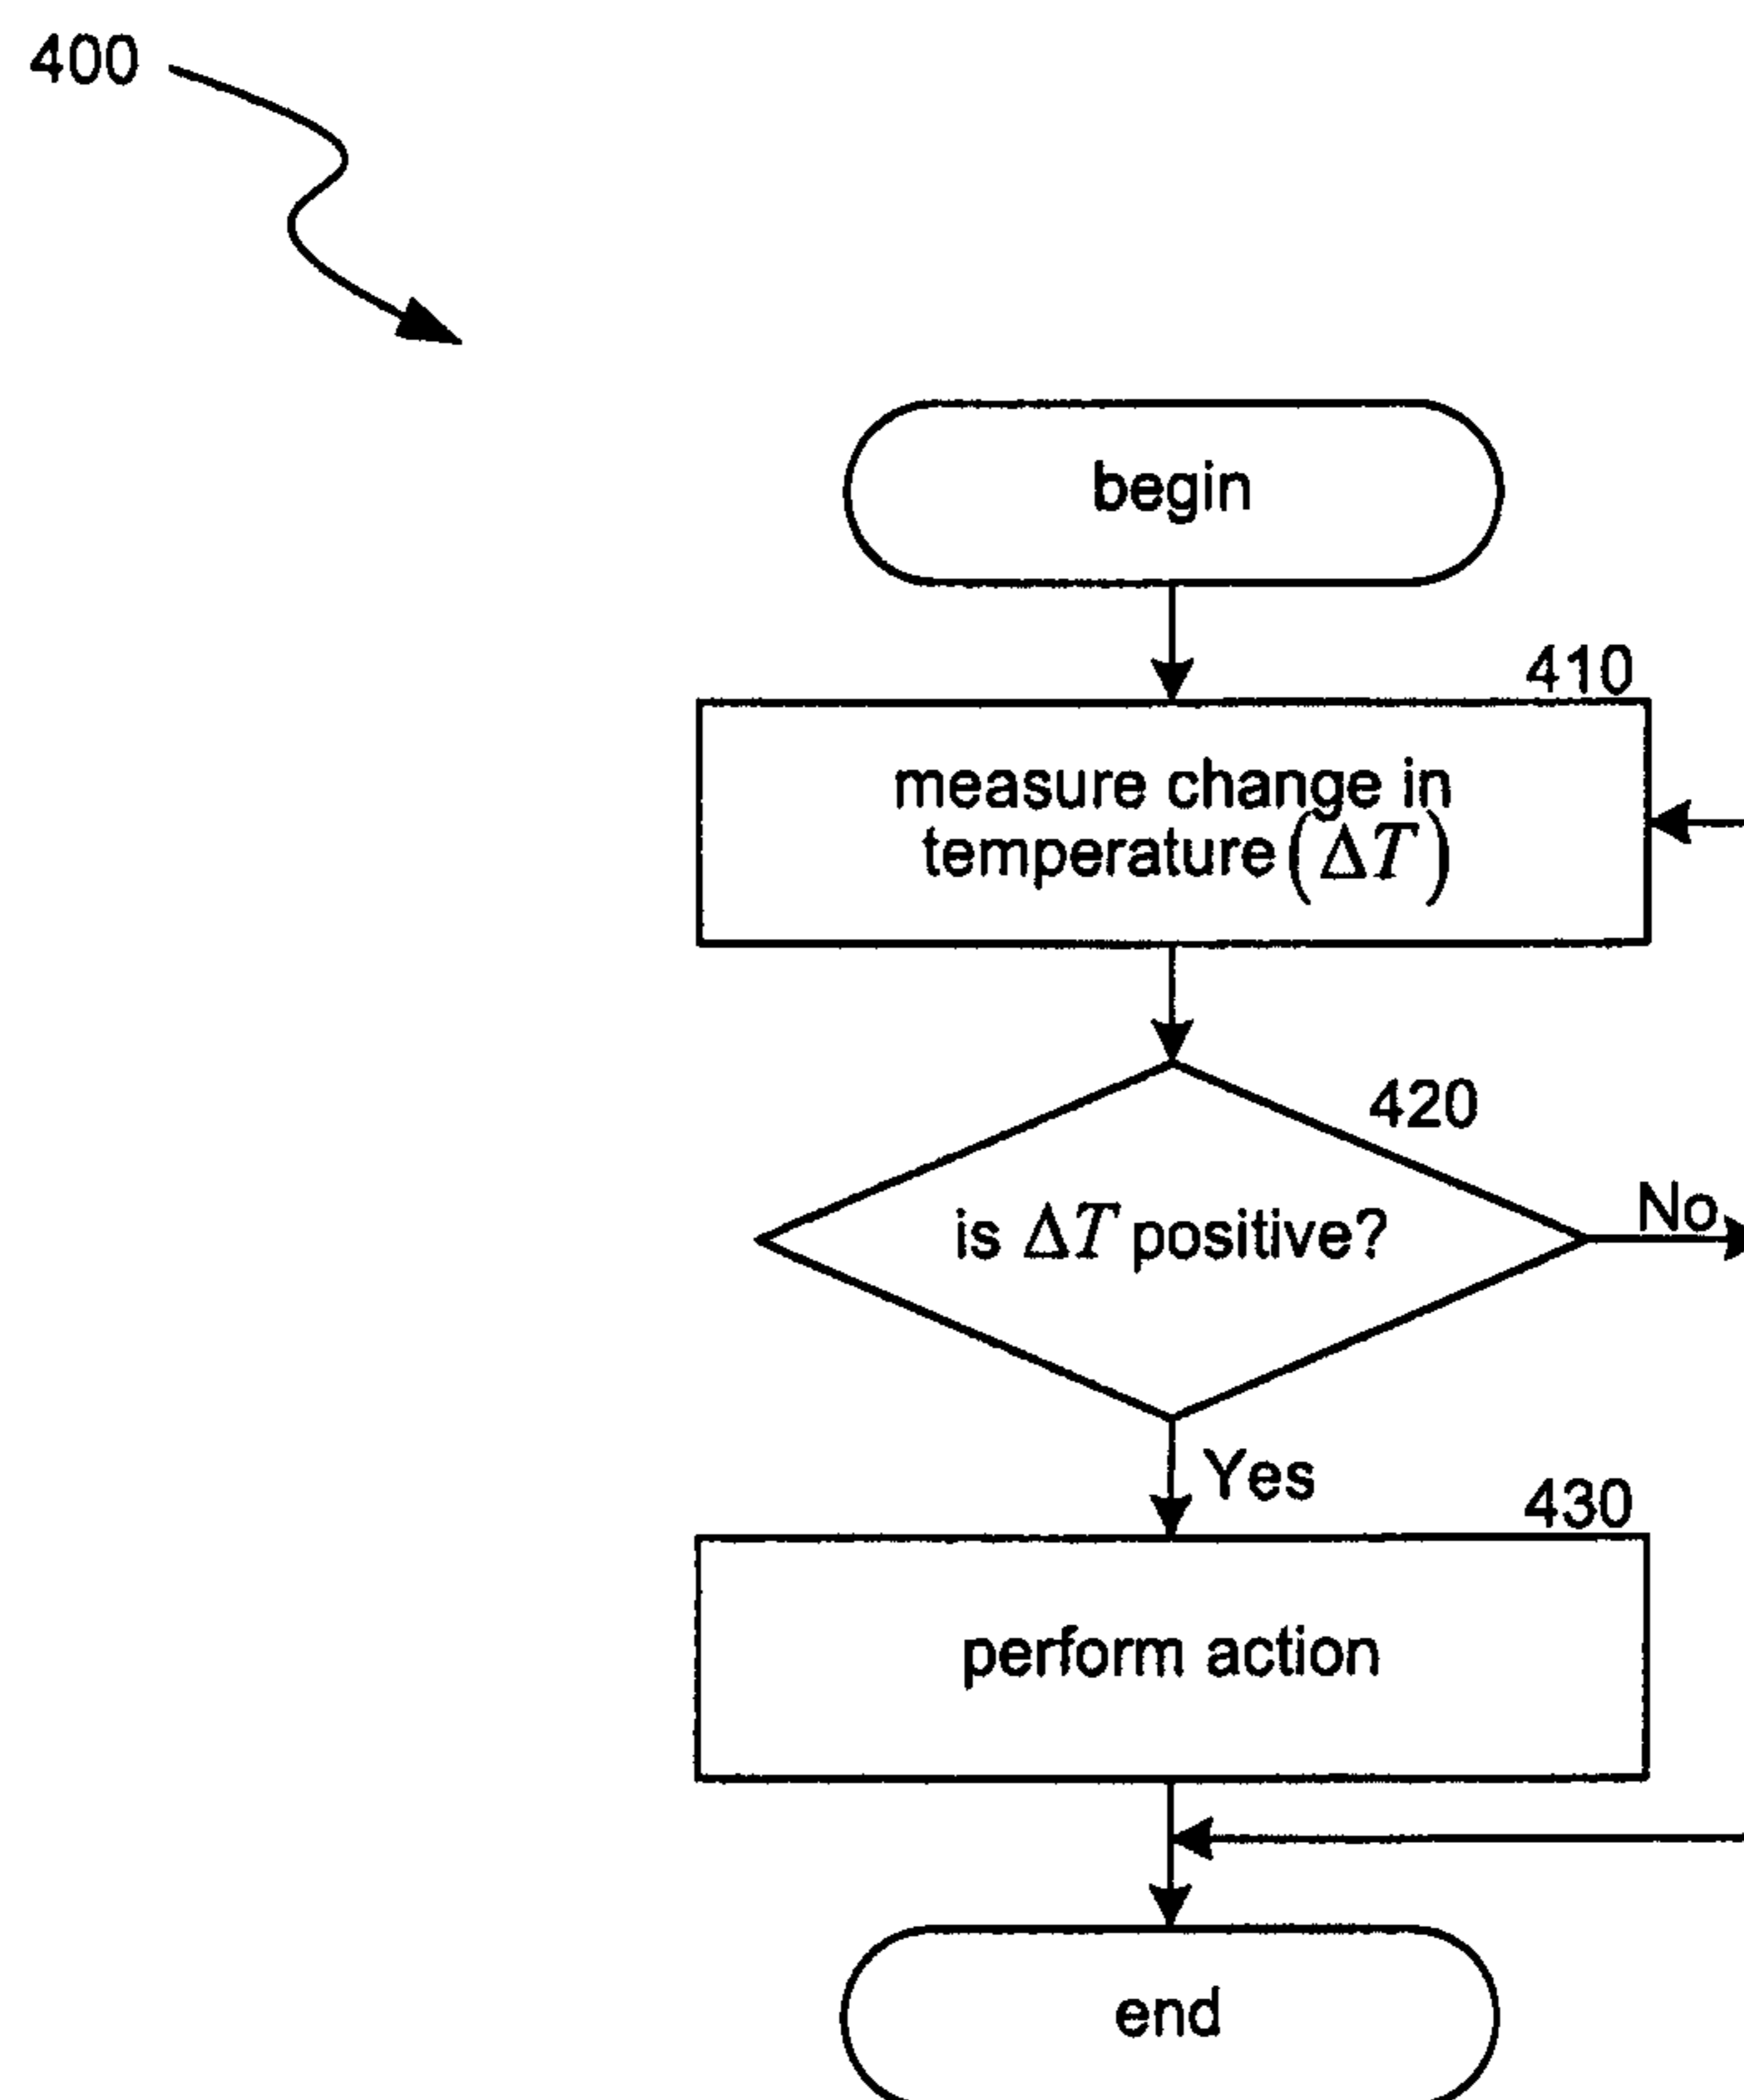 400
begin
410
measure change in
temperature (ΔT)
420
is ΔT positive?
No
Yes
430
perform action
end